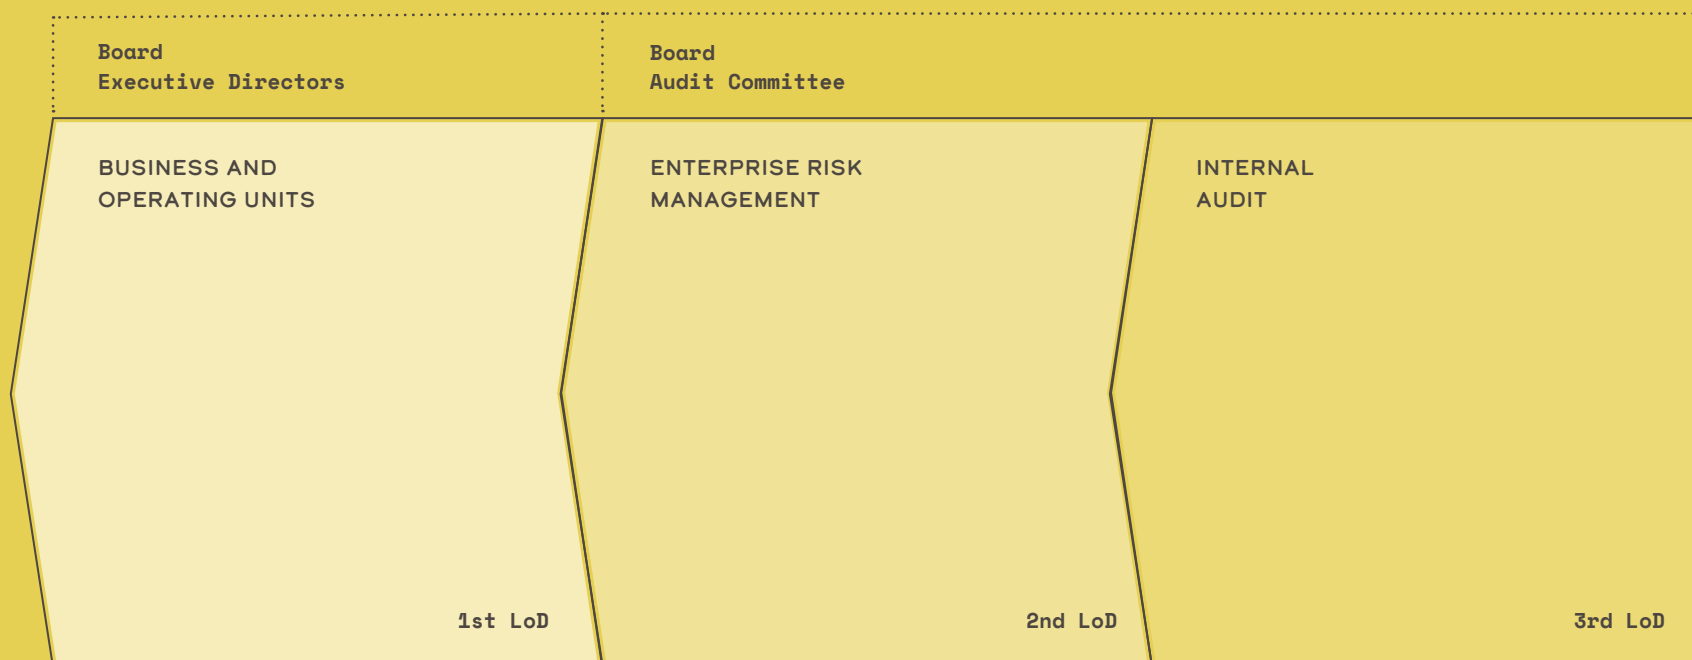 Board
Executive Directors
Board
Audit Committee
BUSINESS AND
OPERATING UNITS
ENTERPRISE RISK
MANAGEMENT
INTERNAL
AUDIT
1st LoD
2nd LoD
3rd LoD